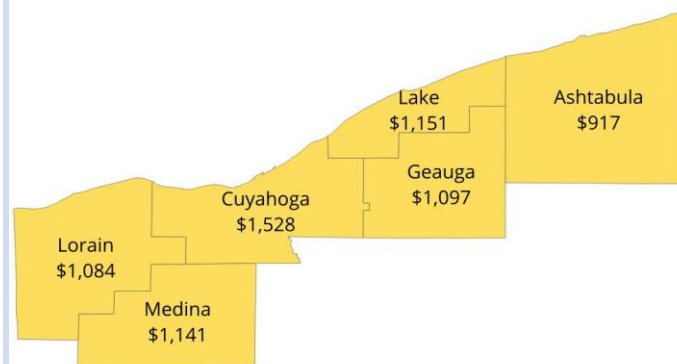 Lake
$1,151
Ashtabula
$917
Geauga
$1,097
Cuyahoga
$1,528
Lorain
$1,084
Medina
$1,141